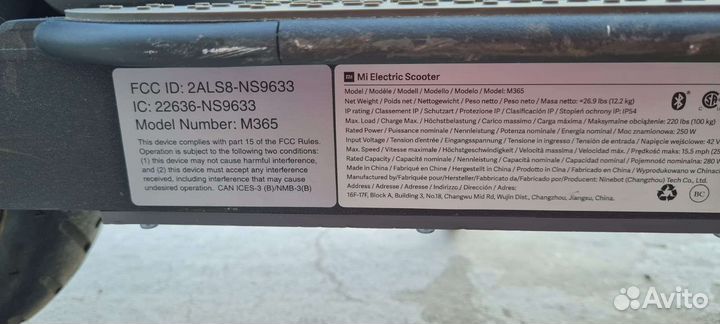 FCC ID: 2ALS8-NS9633
IC: 22636-NS9633
Model Number: M365
This device complies with part 15 of the FCC Rules.
Operation is subject to the following two conditions:
(1) this device may not cause harmful interference,
and (2) this device must accept any interference
received, including interference that may cause
undesired operation. CAN ICES-3 (B)/NMB-3(B)
mi Mi Electric Scooter
Model / Modèle / Modell / Modello / Modelo / Model: M365
Net Weight / Poids net / Nettogewicht / Peso netto / Peso neto / Masa netto: ≈26.9 lbs (12.2 kg)
IP rating / Classement IP / Schutzart / Protezione IP / Clasificación IP / Stopień ochrony IP: IP54
Max. Load / Charge Max. / Höchstbelastung / Carico massimo / Carga máxima / Maksymalne obciążenie: 220 lbs (100 kg)
Rated Power / Puissance nominale / Nennleistung / Potenza nominale / Energía nominal / Moc znamionowa: 250 W
Input Voltage / Tension d'entrée / Eingangsspannung / Tensione in ingresso / Tensión de entrada / Napięcie wejściowe: 42 V
Max. Speed / Vitesse maximale / Höchstgeschwindigkeit / Velocità massima / Velocidad máx. / Prędkość maks.: 15.5 mph (25
Rated Capacity / Capacité nominale / Nennkapazität / Capacità nominale / Capacidad nominal / Pojemność nominalna: 280 W
Made in China / Fabriqué en Chine / Hergestellt in China / Fabbricato in Cina / Fabricado en China / Wyprodukowano w Chinach
Manufactured by/Fabriquée pour/Hersteller/Fabbricato da/Fabricado por/Producent: Ninebot (Changzhou) Tech Co., Ltd.
Address / Adresse / Adresse / Indirizzo / Dirección / Adres:
16F-17F, Block A, Building 3, No.18, Changwu Mid Rd, Wujin Dist., Changzhou, Jiangsu, China.
BC
Avito